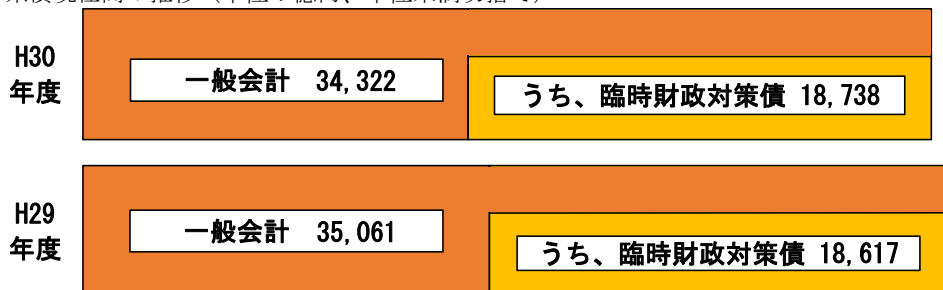 H30
年度
一般会計 34,322
うち、臨時財政対策債 18,738
H29
年度
一般会計 35,061
うち、臨時財政対策債 18,617